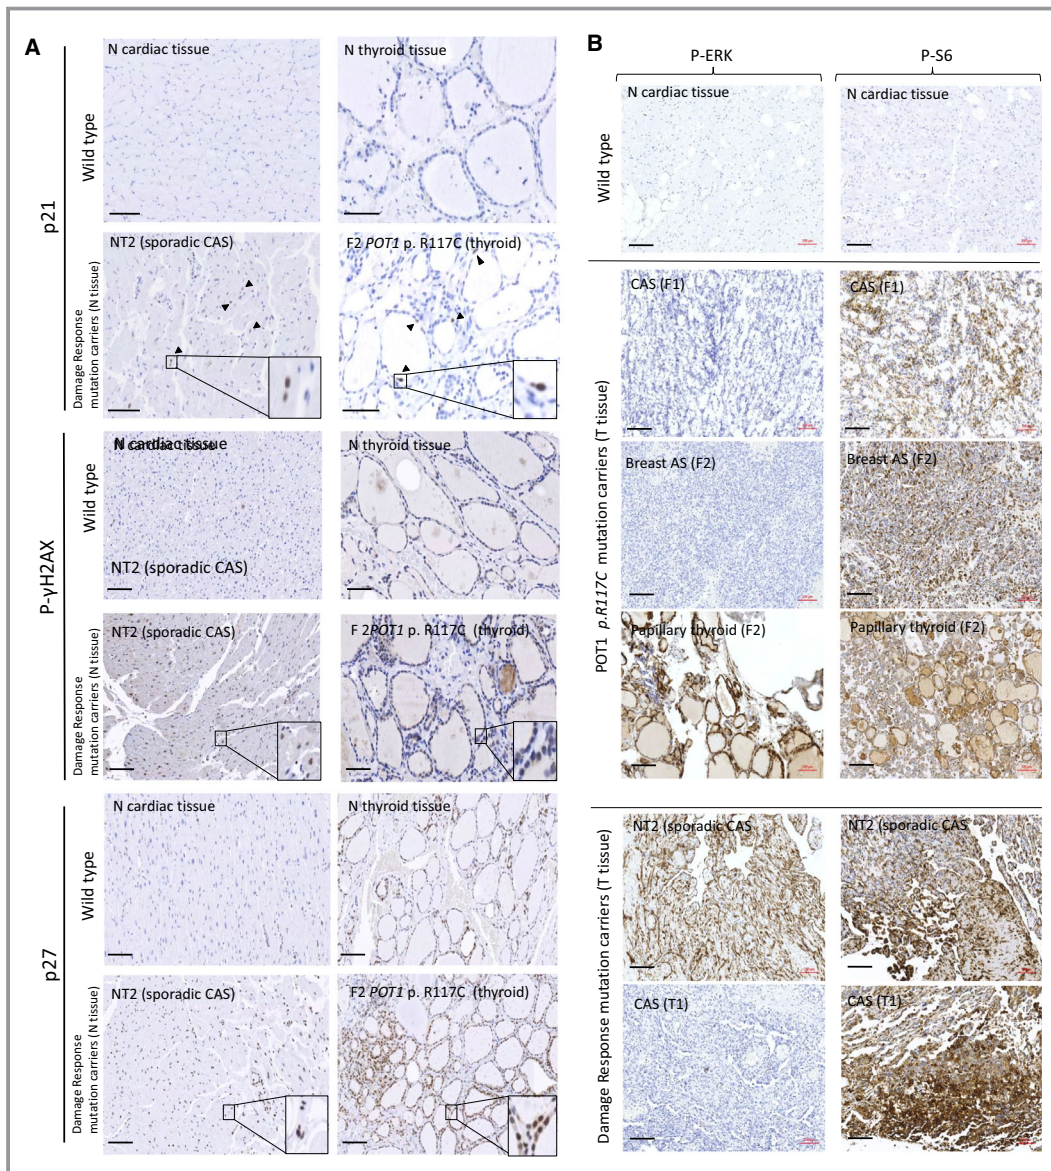 A
N cardiac tissue
N thyroid tissue
Wild type
p21
NT2 (sporadic CAS)
F2 POT1 p. R117C (thyroid)
Damage Response
mutation carriers (N tissue)
N cardiac tissue
N cardiac tissue
N thyroid tissue
Wild type
NT2 (sporadic CAS)
P-γH2AX
NT2 (sporadic CAS)
F 2POT1 p. R117C (thyroid)
Damage Response
mutation carriers (N tissue)
N cardiac tissue
N thyroid tissue
Wild type
p27
NT2 (sporadic CAS)
F2 POT1 p. R117C (thyroid)
Damage Response
mutation carriers (N tissue)
B
P-ERK
P-S6
N cardiac tissue
N cardiac tissue
Wild type
CAS (F1)
CAS (F1)
Breast AS (F2)
Breast AS (F2)
POT1 p.R117C mutation carriers (T tissue)
Papillary thyroid (F2)
Papillary thyroid (F2)
NT2 (sporadic CAS
NT2 (sporadic CAS
Damage Response mutation carriers (T tissue)
CAS (T1)
CAS (T1)